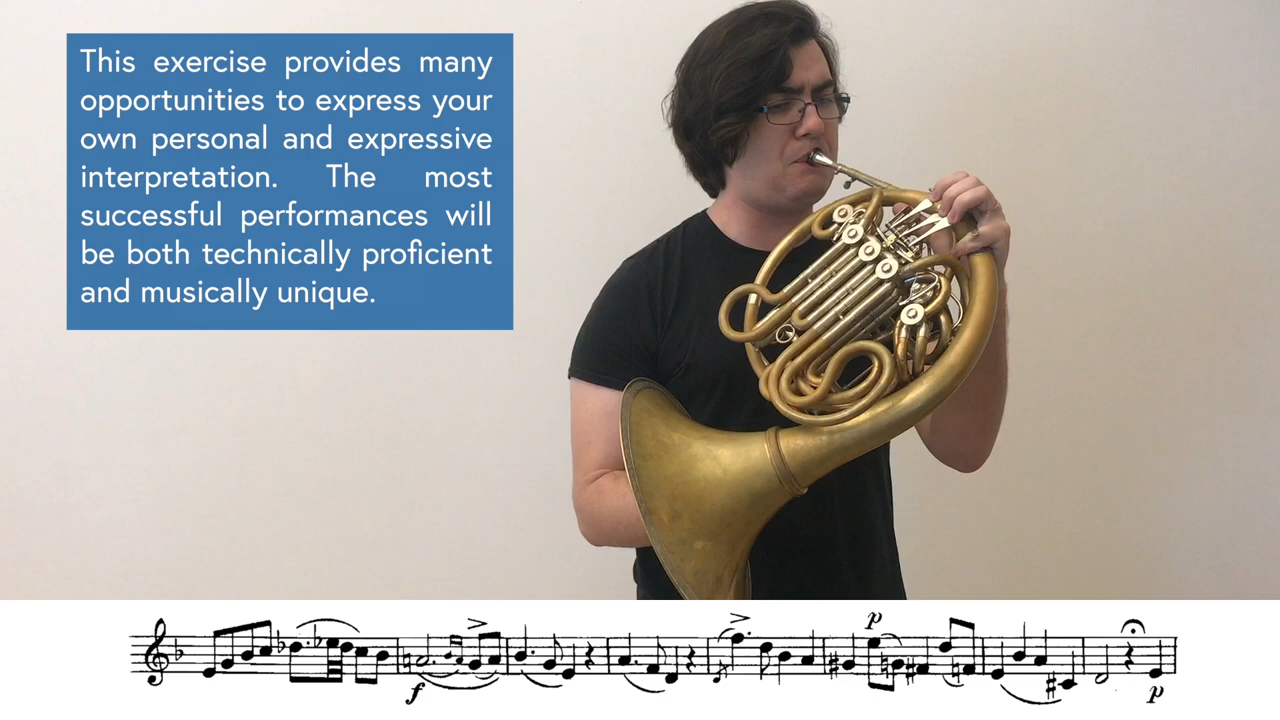 This exercise provides many
opportunities to express your
own personal and expressive
interpretation. The most
successful performances will
be both technically proficient
and musically unique.
p
f
p